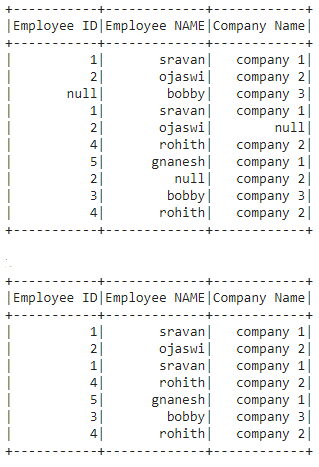 +-----------+-------------+------------+
|Employee ID|Employee NAME|Company Name|
+-----------+-------------+------------+
|          1|       sravan|   company 1|
|          2|       ojaswi|   company 2|
|       null|        bobby|   company 3|
|          1|       sravan|   company 1|
|          2|       ojaswi|        null|
|          4|       rohith|   company 2|
|          5|      gnanesh|   company 1|
|          2|         null|   company 2|
|          3|        bobby|   company 3|
|          4|       rohith|   company 2|
+-----------+-------------+------------+
+-----------+-------------+------------+
|Employee ID|Employee NAME|Company Name|
+-----------+-------------+------------+
|          1|       sravan|   company 1|
|          2|       ojaswi|   company 2|
|          1|       sravan|   company 1|
|          4|       rohith|   company 2|
|          5|      gnanesh|   company 1|
|          3|        bobby|   company 3|
|          4|       rohith|   company 2|
+-----------+-------------+------------+